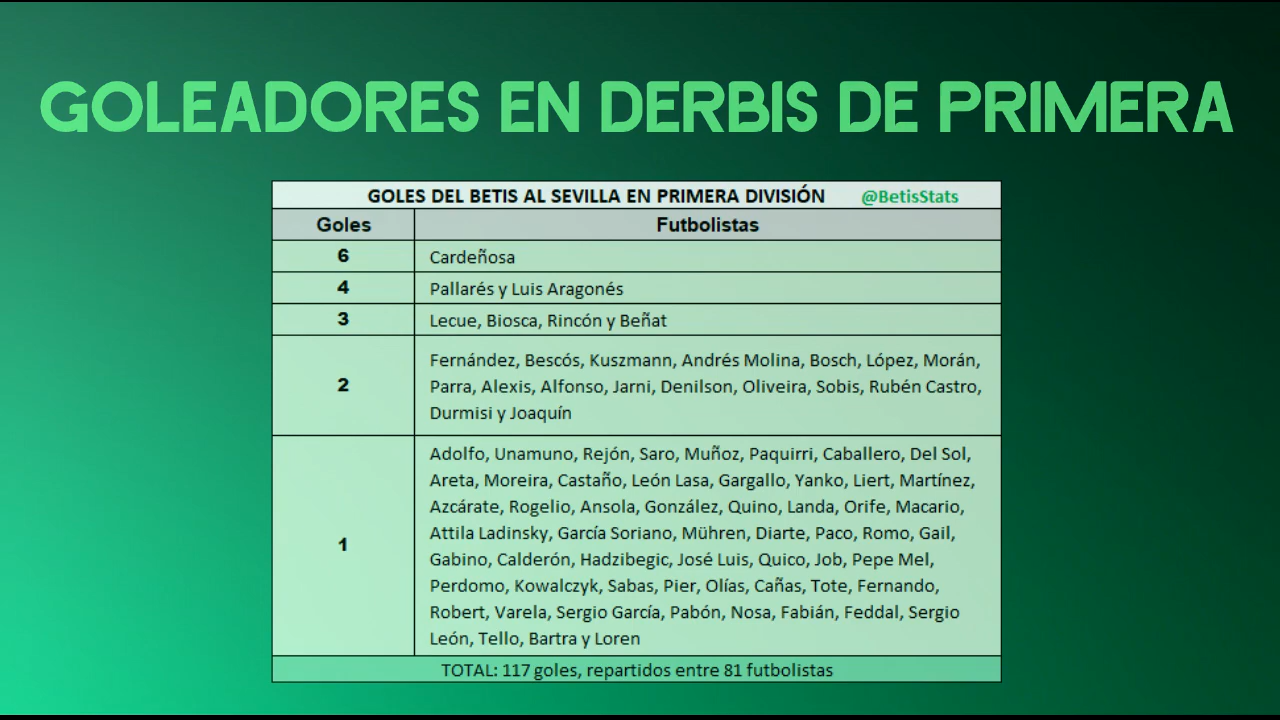 GOLEADORES EN DERBIS DE PRIMERA
GOLES DEL BETIS AL SEVILLA EN PRIMERA DIVISIÓN @BetisStats
Goles Futbolistas
6 Cardeñosa
4 Pallarés y Luis Aragonés
3 Lecue, Biosca, Rincón y Beñat
2
Fernández, Bescós, Kuszmann, Andrés Molina, Bosch, López, Morán,
Parra, Alexis, Alfonso, Jarni, Denilson, Oliveira, Sobis, Rubén Castro,
Durmisi y Joaquín
1
Adolfo, Unamuno, Rejón, Saro, Muñoz, Paquirri, Caballero, Del Sol,
Areta, Moreira, Castaño, León Lasa, Gargallo, Yanko, Liert, Martínez,
Azcárate, Rogelio, Ansola, González, Quino, Landa, Orife, Macario,
Attila Ladinsky, García Soriano, Mühren, Diarte, Paco, Romo, Gail,
Gabino, Calderón, Hadzibegic, José Luis, Quico, Job, Pepe Mel,
Perdomo, Kowalczyk, Sabas, Pier, Olías, Cañas, Tote, Fernando,
Robert, Varela, Sergio García, Pabón, Nosa, Fabián, Feddal, Sergio
León, Tello, Bartra y Loren
TOTAL: 117 goles, repartidos entre 81 futbolistas